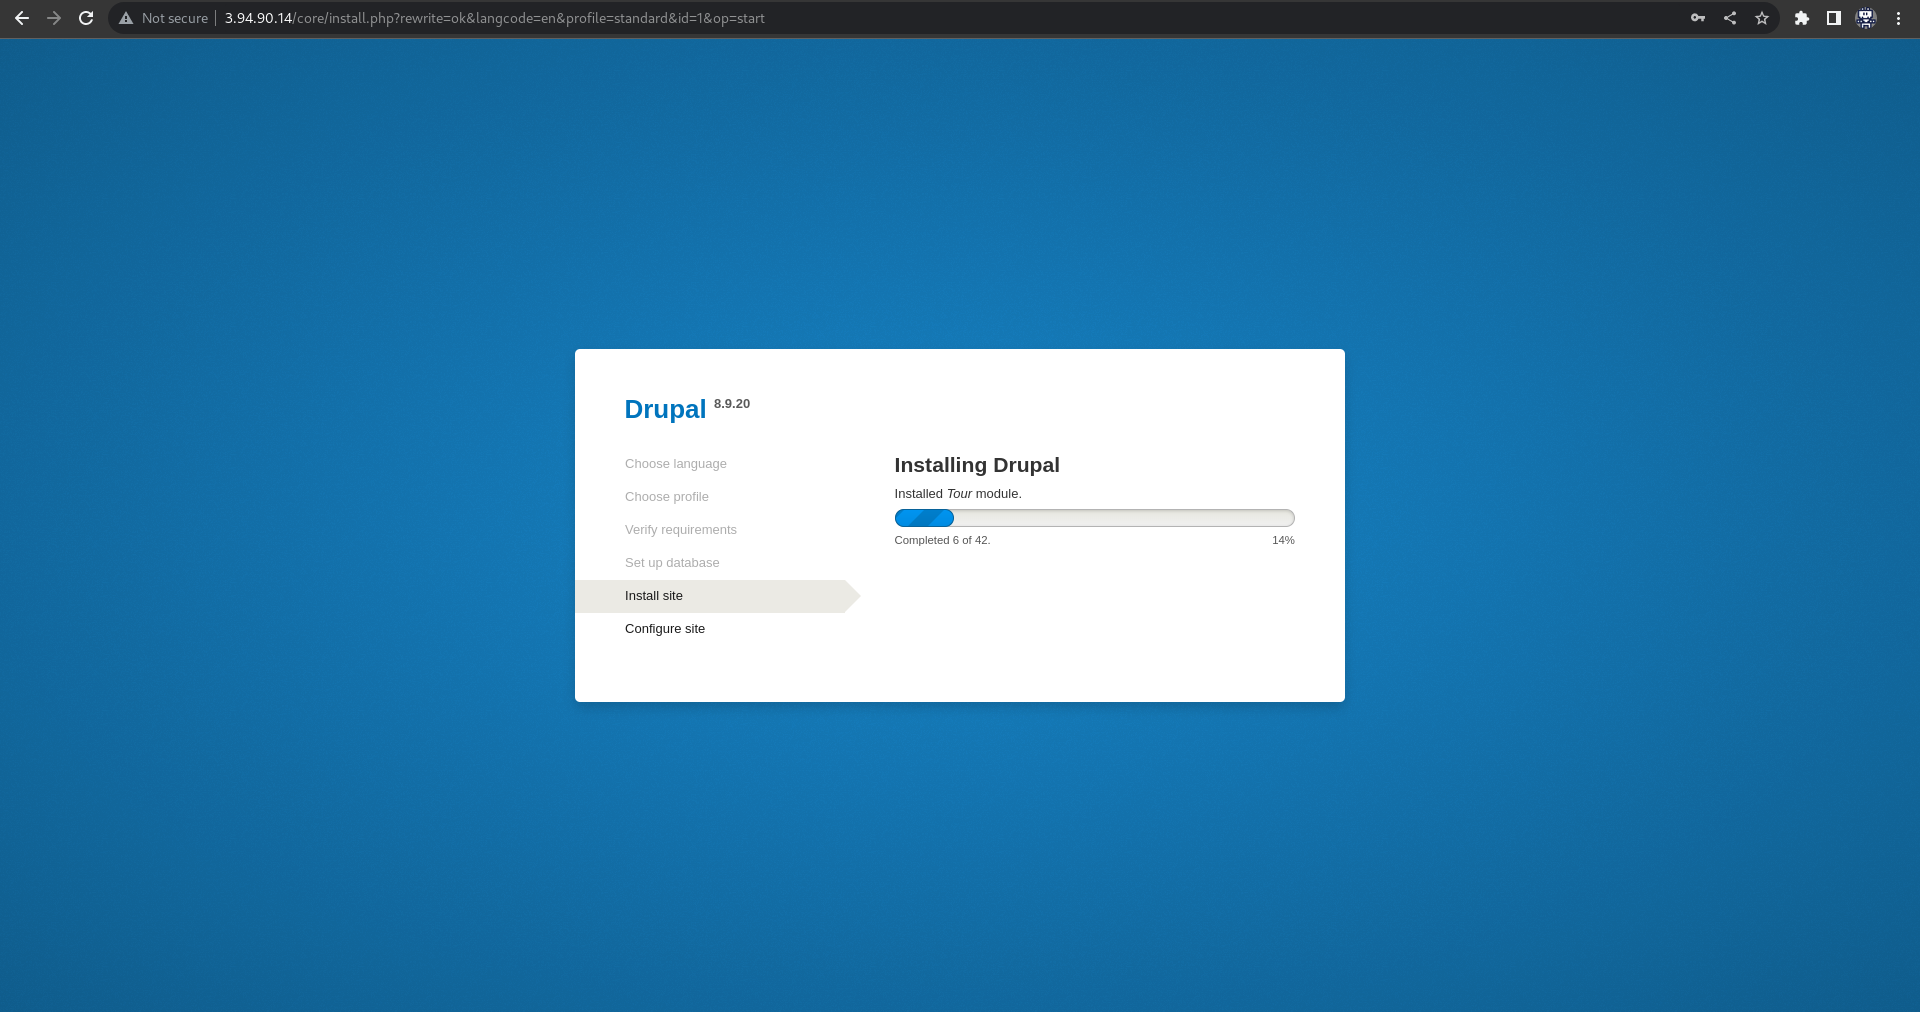 Not secure 3.94.90.14/core/install.php?rewrite=ok&langcode=en&profile=standard&id=1&op=start
Drupal 8.9.20
Choose language
Choose profile
Verify requirements
Set up database
Install site
Configure site
Installing Drupal
Installed Tour module.
Completed 6 of 42. 14%